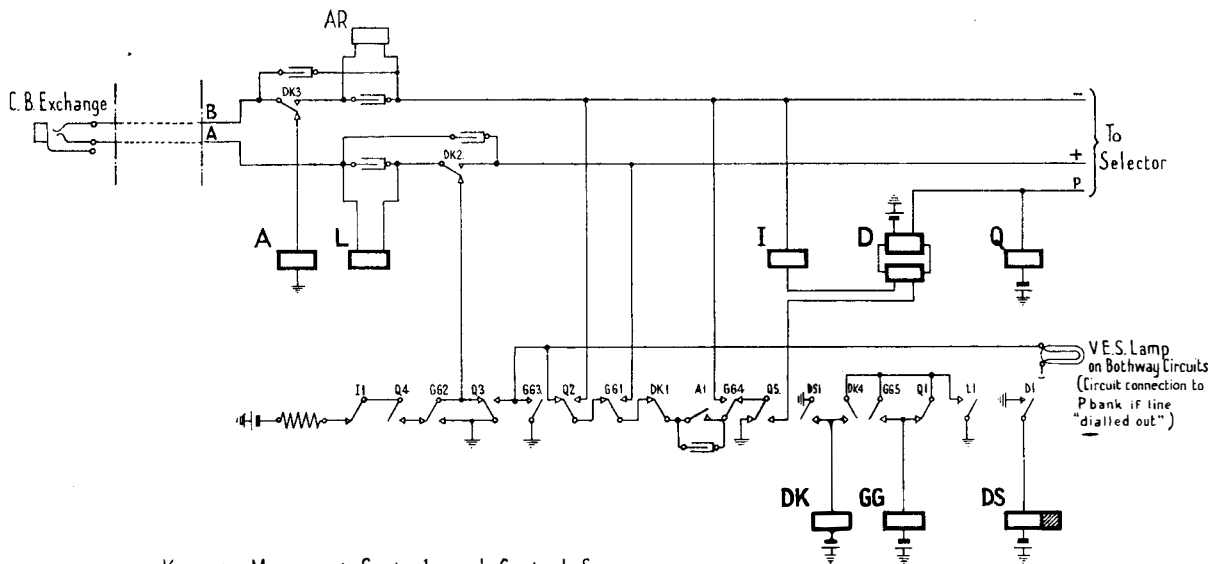 AR
C.B. Exchange
DK3
B
A
DK2
−
+
P
To
Selector
A
L
I
D
Q
V.E.S. Lamp
on Bothway Circuits
(Circuit connection to
P bank if line
"dialled out")
I1
Q4
GG2
Q3
GG3
Q2
GG1
DK1
A1
GG4
Q5
DS1
DK4
GG5
Q1
L1
D1
DK
GG
DS